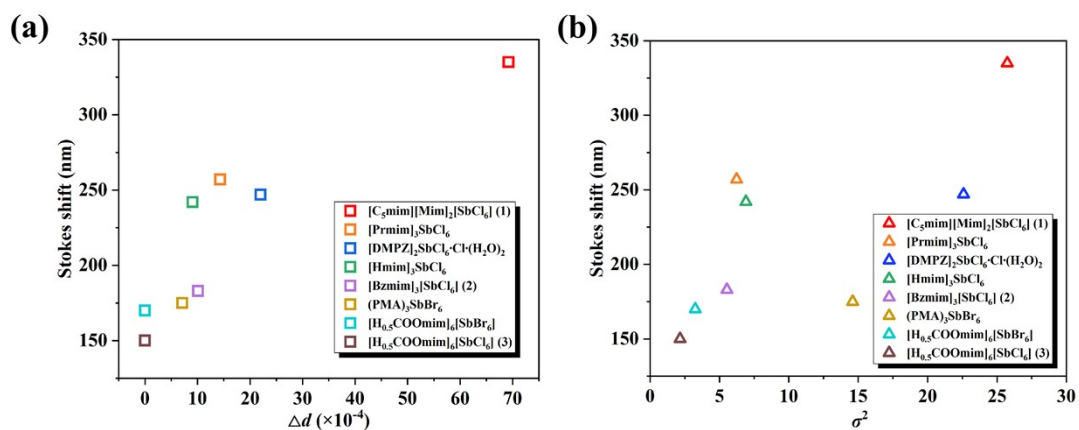 (a)
350
300
250
200
150
Stokes shift (nm)
[C₅mim][Mim]₂[SbCl₆] (1)
[Prmim]₃SbCl₆
[DMPZ]₂SbCl₆·Cl·(H₂O)₂
[Hmim]₃SbCl₆
[Bzmim]₃[SbCl₆] (2)
(PMA)₃SbBr₆
[H₀.₅COOmim]₆[SbBr₆]
[H₀.₅COOmim]₆[SbCl₆] (3)
0 10 20 30 40 50 60 70
△d (×10⁻⁴)
(b)
350
300
250
200
150
Stokes shift (nm)
[C₅mim][Mim]₂[SbCl₆] (1)
[Prmim]₃SbCl₆
[DMPZ]₂SbCl₆·Cl·(H₂O)₂
[Hmim]₃SbCl₆
[Bzmim]₃[SbCl₆] (2)
(PMA)₃SbBr₆
[H₀.₅COOmim]₆[SbBr₆]
[H₀.₅COOmim]₆[SbCl₆] (3)
0 5 10 15 20 25 30
σ²